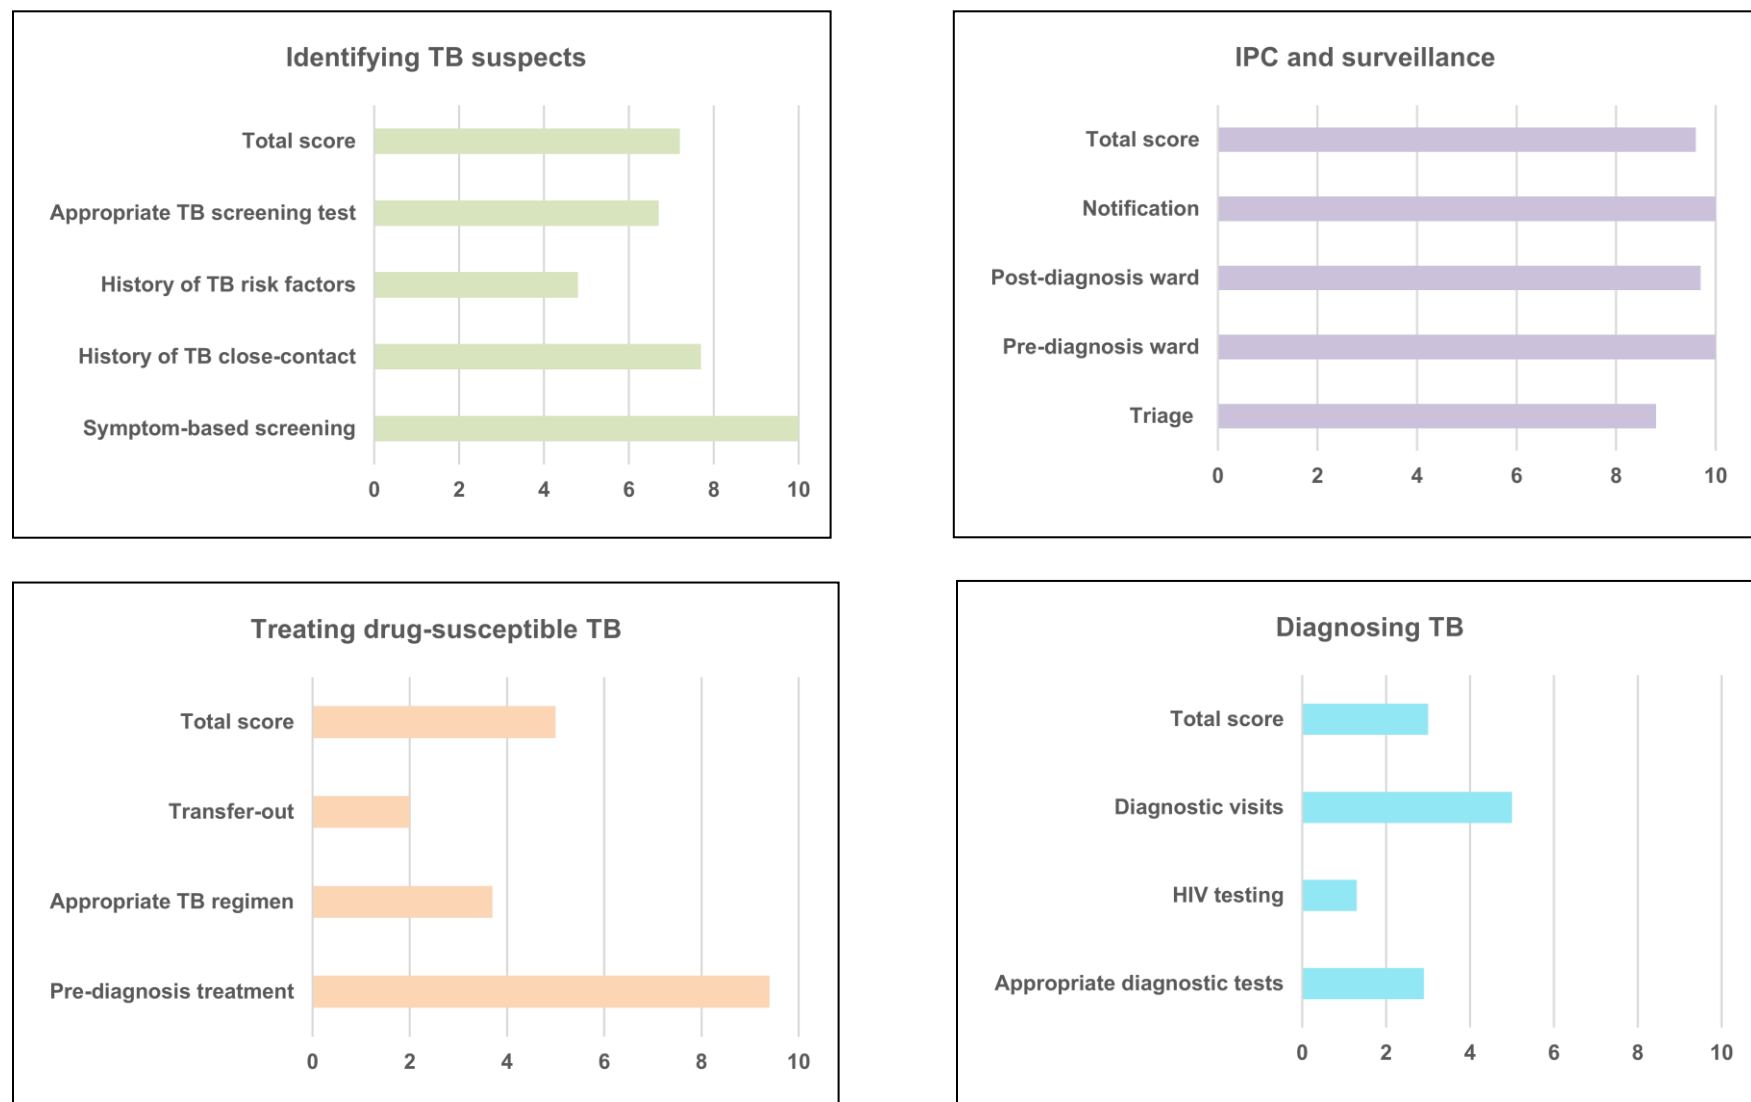 Identifying TB suspects
Total score
Appropriate TB screening test
History of TB risk factors
History of TB close-contact
Symptom-based screening
0 2 4 6 8 10
IPC and surveillance
Total score
Notification
Post-diagnosis ward
Pre-diagnosis ward
Triage
0 2 4 6 8 10
Treating drug-susceptible TB
Total score
Transfer-out
Appropriate TB regimen
Pre-diagnosis treatment
0 2 4 6 8 10
Diagnosing TB
Total score
Diagnostic visits
HIV testing
Appropriate diagnostic tests
0 2 4 6 8 10